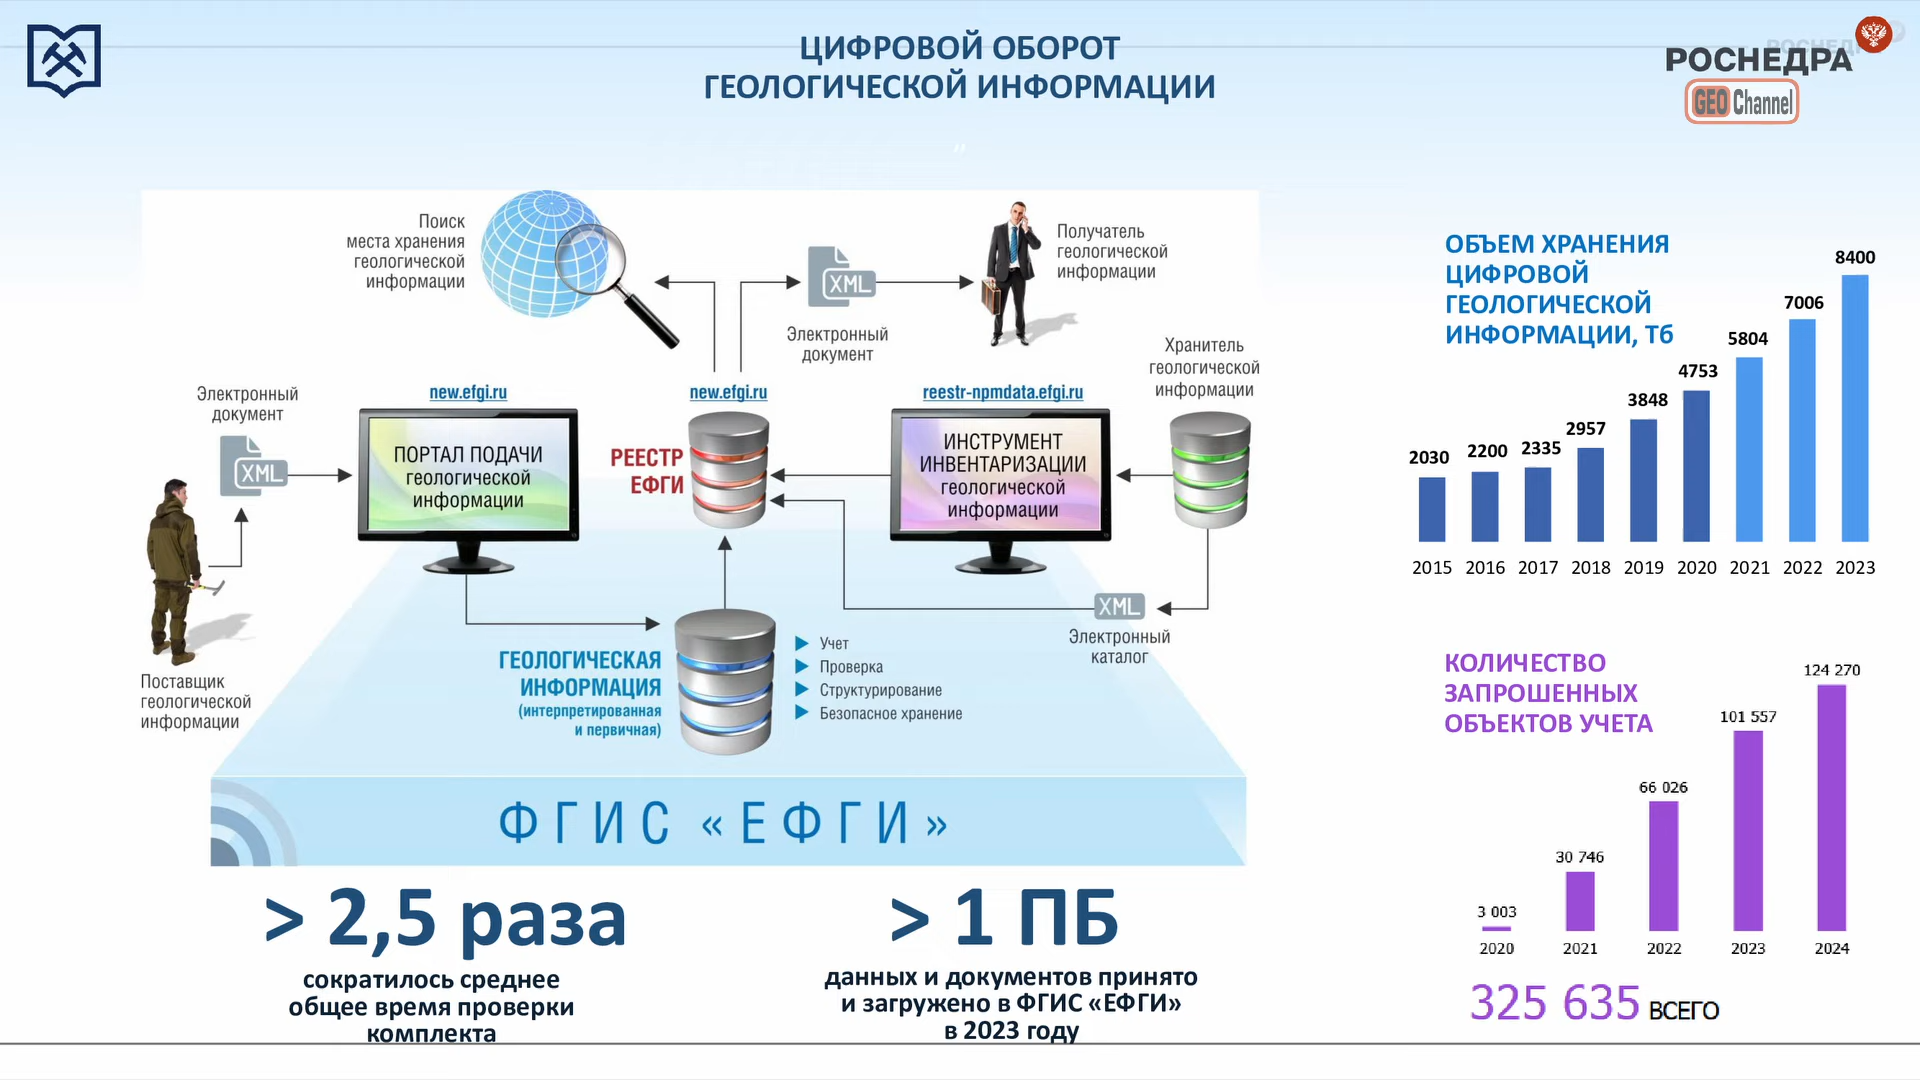 ЦИФРОВОЙ ОБОРОТ
ГЕОЛОГИЧЕСКОЙ ИНФОРМАЦИИ
РОСНЕДРА
GEO Channel
Поиск
места хранения
геологической
информации
XML
Электронный
документ
Получатель
геологической
информации
Хранитель
геологической
информации
Электронный
документ
XML
new.efgi.ru
ПОРТАЛ ПОДАЧИ
геологической
информации
new.efgi.ru
РЕЕСТР
ЕФГИ
reestr-npmdata.efgi.ru
ИНСТРУМЕНТ
ИНВЕНТАРИЗАЦИИ
геологической
информации
XML
Электронный
каталог
Поставщик
геологической
информации
ГЕОЛОГИЧЕСКАЯ
ИНФОРМАЦИЯ
(интерпретированная
и первичная)
Учет
Проверка
Структурирование
Безопасное хранение
ФГИС «ЕФГИ»
> 2,5 раза
сократилось среднее
общее время проверки
комплекта
> 1 ПБ
данных и документов принято
и загружено в ФГИС «ЕФГИ»
в 2023 году
ОБЪЕМ ХРАНЕНИЯ
ЦИФРОВОЙ
ГЕОЛОГИЧЕСКОЙ
ИНФОРМАЦИИ, Тб
2030 2200 2335 2957 3848 4753 5804 7006 8400
2015 2016 2017 2018 2019 2020 2021 2022 2023
КОЛИЧЕСТВО
ЗАПРОШЕННЫХ
ОБЪЕКТОВ УЧЕТА
3 003 30 746 66 026 101 557 124 270
2020 2021 2022 2023 2024
325 635 ВСЕГО